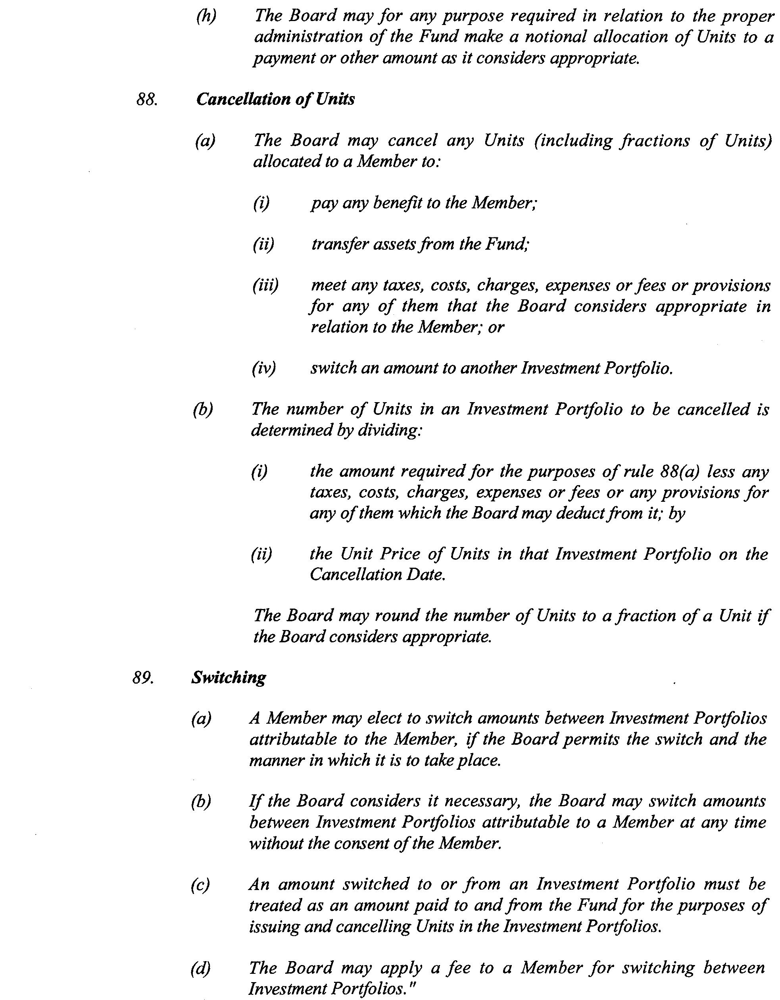 (h) The Board may for any purpose required in relation to the proper
administration of the Fund make a notional allocation of Units to a
payment or other amount as it considers appropriate.
88. Cancellation of Units
(a) The Board may cancel any Units (including fractions of Units)
allocated to a Member to:
(i) pay any benefit to the Member;
(ii) transfer assets from the Fund;
(iii) meet any taxes, costs, charges, expenses or fees or provisions
for any of them that the Board considers appropriate in
relation to the Member; or
(iv) switch an amount to another Investment Portfolio.
(b) The number of Units in an Investment Portfolio to be cancelled is
determined by dividing:
(i) the amount required for the purposes of rule 88(a) less any
taxes, costs, charges, expenses or fees or any provisions for
any of them which the Board may deduct from it; by
(ii) the Unit Price of Units in that Investment Portfolio on the
Cancellation Date.
The Board may round the number of Units to a fraction of a Unit if
the Board considers appropriate.
89. Switching
(a) A Member may elect to switch amounts between Investment Portfolios
attributable to the Member, if the Board permits the switch and the
manner in which it is to take place.
(b) If the Board considers it necessary, the Board may switch amounts
between Investment Portfolios attributable to a Member at any time
without the consent of the Member.
(c) An amount switched to or from an Investment Portfolio must be
treated as an amount paid to and from the Fund for the purposes of
issuing and cancelling Units in the Investment Portfolios.
(d) The Board may apply a fee to a Member for switching between
Investment Portfolios."